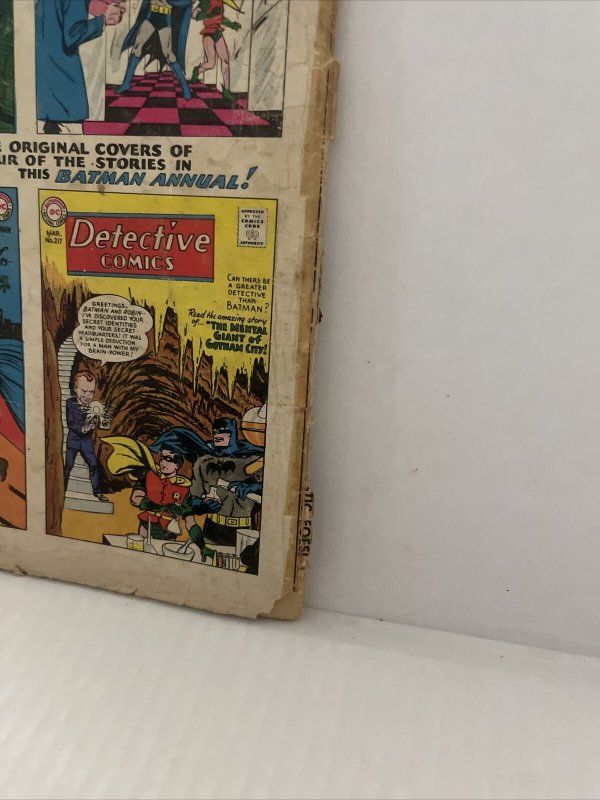 ORIGINAL COVERS OF
OF THE STORIES IN
THIS BATMAN ANNUAL!
DC
MAR.
No. 217
Detective
COMICS
APPROVED
BY THE
COMICS
CODE
AUTHORITY
CAN THERE BE
A GREATER
DETECTIVE
THAN
BATMAN?
Read the amazing story
of... "THE MENTAL
GIANT of
GOTHAM CITY!
GREETINGS,
BATMAN AND ROBIN--
I'VE DISCOVERED YOUR
SECRET IDENTITIES
AND YOUR SECRET
HEADQUARTERS! IT WAS
A SIMPLE DEDUCTION
FOR A MAN WITH MY
BRAIN-POWER!